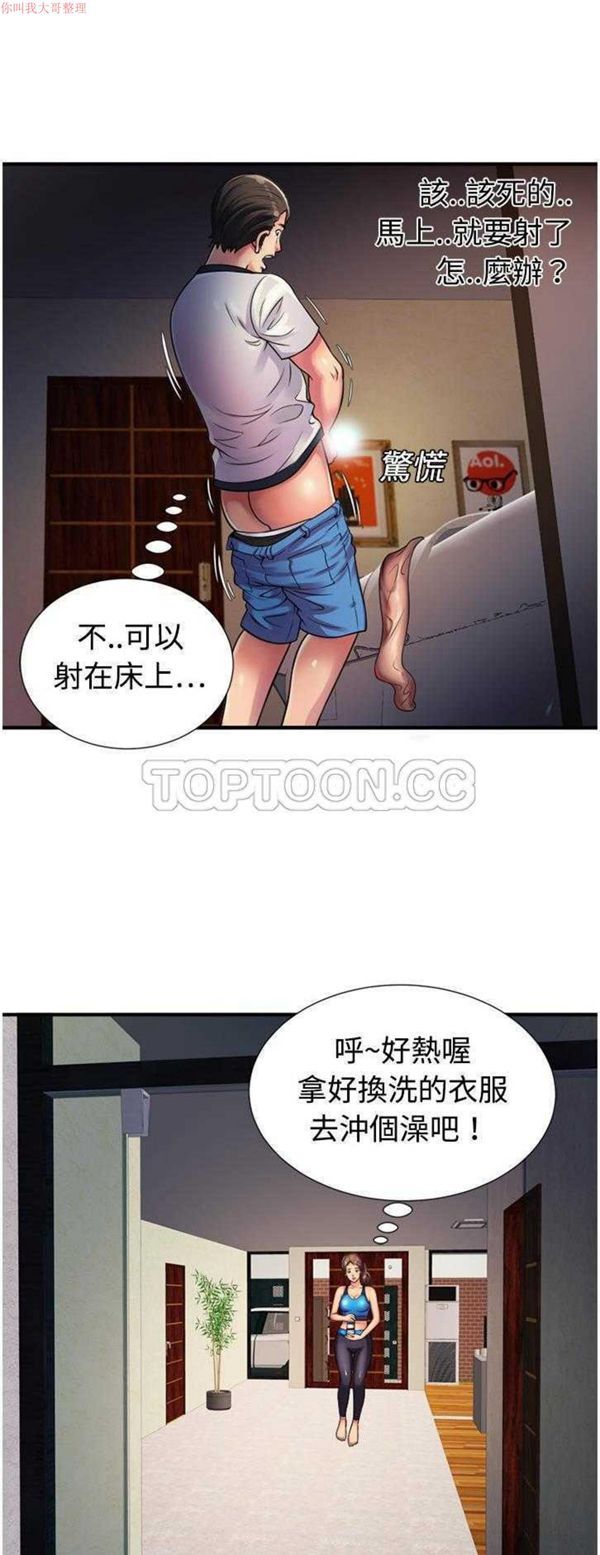 你叫我大哥整理
該..該死的..
馬上..就要射了
怎..麼辦？
驚慌
Aol.
不..可以
射在床上...
TOPTOON.CC
呼~好熱喔
拿好換洗的衣服
去沖個澡吧！